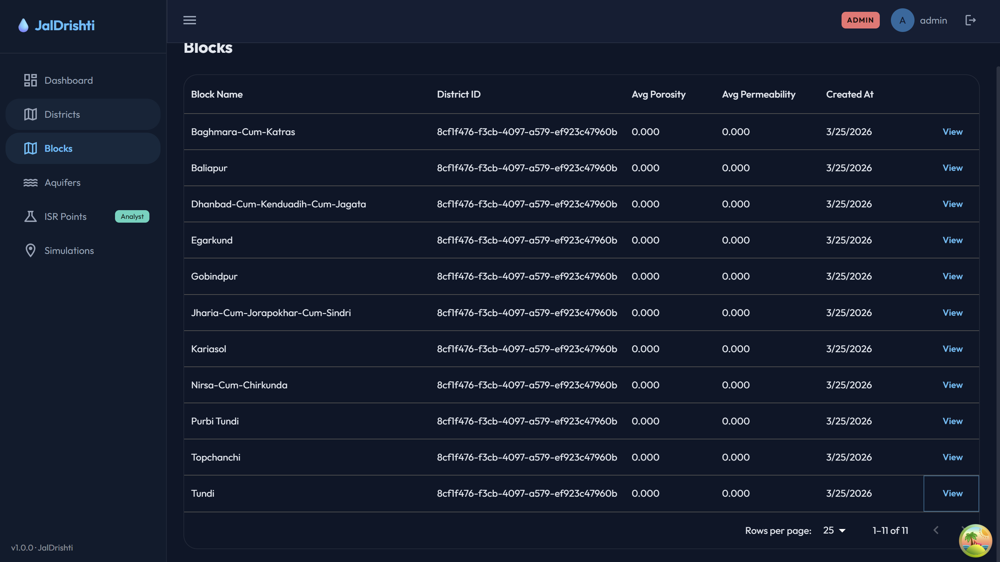 JalDrishti
ADMIN
A
admin
Dashboard
Districts
Blocks
Aquifers
ISR Points
Analyst
Simulations
v1.0.0 · JalDrishti
Blocks
Block Name District ID Avg Porosity Avg Permeability Created At
Baghmara-Cum-Katras 8cf1f476-f3cb-4097-a579-ef923c47960b 0.000 0.000 3/25/2026 View
Baliapur 8cf1f476-f3cb-4097-a579-ef923c47960b 0.000 0.000 3/25/2026 View
Dhanbad-Cum-Kenduadih-Cum-Jagata 8cf1f476-f3cb-4097-a579-ef923c47960b 0.000 0.000 3/25/2026 View
Egarkund 8cf1f476-f3cb-4097-a579-ef923c47960b 0.000 0.000 3/25/2026 View
Gobindpur 8cf1f476-f3cb-4097-a579-ef923c47960b 0.000 0.000 3/25/2026 View
Jharia-Cum-Jorapokhar-Cum-Sindri 8cf1f476-f3cb-4097-a579-ef923c47960b 0.000 0.000 3/25/2026 View
Kariasol 8cf1f476-f3cb-4097-a579-ef923c47960b 0.000 0.000 3/25/2026 View
Nirsa-Cum-Chirkunda 8cf1f476-f3cb-4097-a579-ef923c47960b 0.000 0.000 3/25/2026 View
Purbi Tundi 8cf1f476-f3cb-4097-a579-ef923c47960b 0.000 0.000 3/25/2026 View
Topchanchi 8cf1f476-f3cb-4097-a579-ef923c47960b 0.000 0.000 3/25/2026 View
Tundi 8cf1f476-f3cb-4097-a579-ef923c47960b 0.000 0.000 3/25/2026 View
Rows per page: 25 1–11 of 11